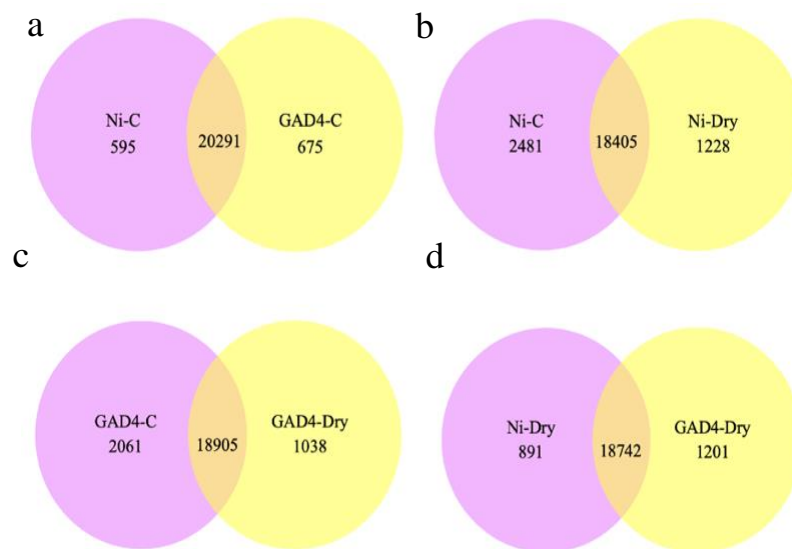 a
b
Ni-C
595
20291
GAD4-C
675
Ni-C
2481
18405
Ni-Dry
1228
c
d
GAD4-C
2061
18905
GAD4-Dry
1038
Ni-Dry
891
18742
GAD4-Dry
1201